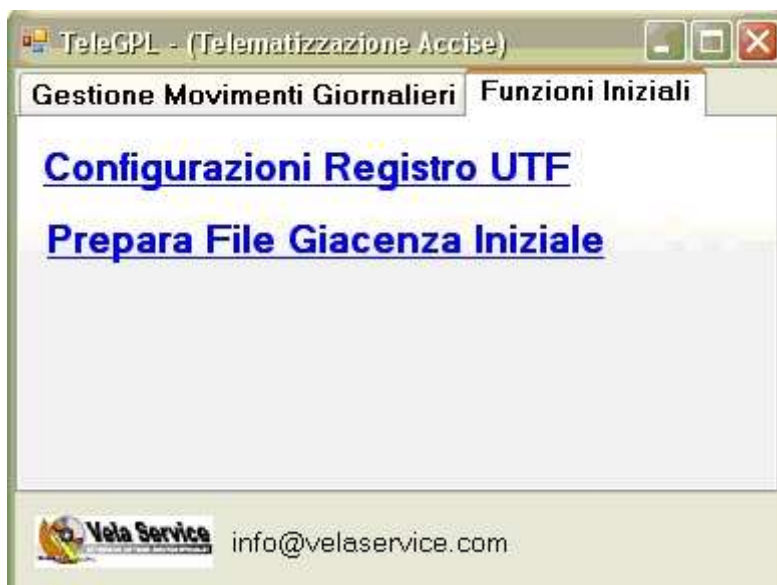 TeleGPL - (Telematizzazione Accise)
Gestione Movimenti Giornalieri Funzioni Iniziali
Configurazioni Registro UTF
Prepara File Giacenza Iniziale
Vela Service info@velaservice.com